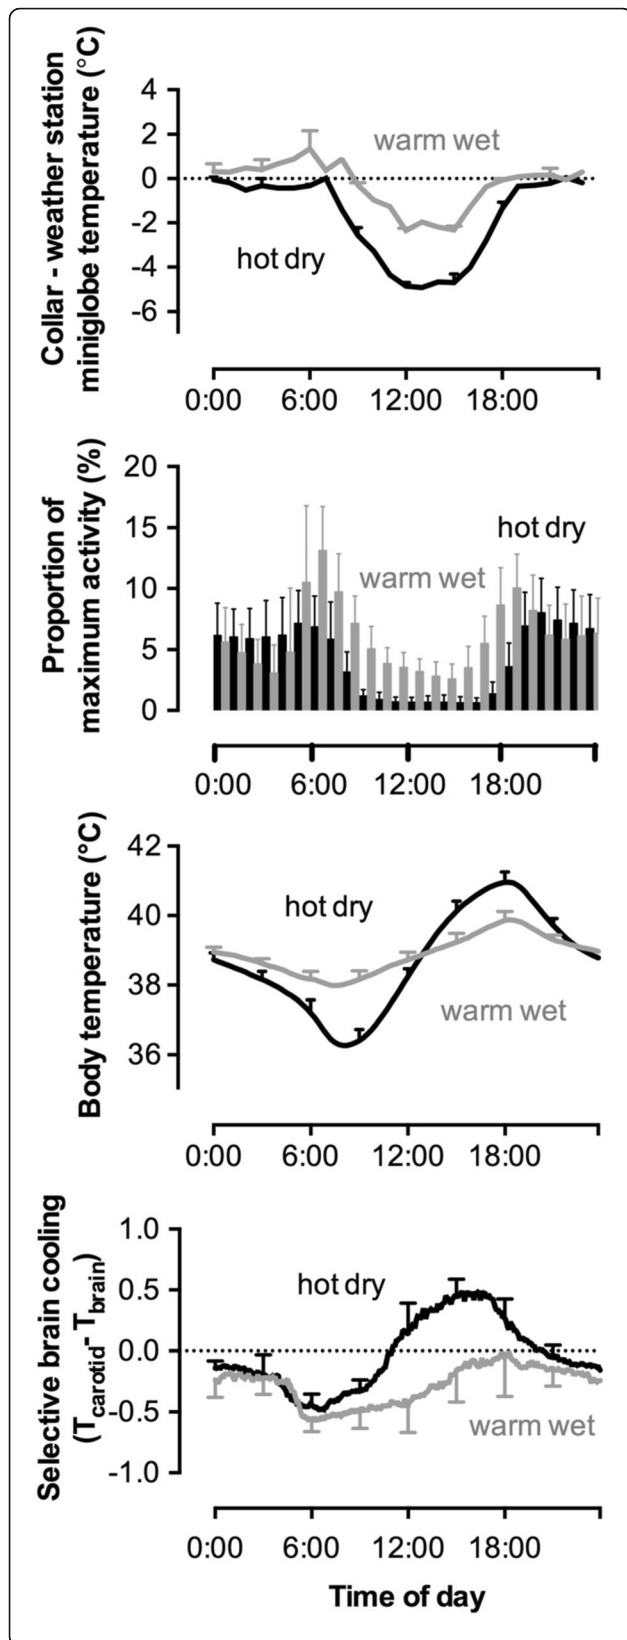 Collar - weather station
miniglobe temperature (°C)
4
2
0
-2
-4
-6
warm wet
hot dry
0:00 6:00 12:00 18:00
Proportion of
maximum activity (%)
20
15
10
5
0
hot dry
warm wet
0:00 6:00 12:00 18:00
Body temperature (°C)
42
40
38
36
hot dry
warm wet
0:00 6:00 12:00 18:00
Selective brain cooling
(Tcarotid- Tbrain)
1.0
0.5
0.0
-0.5
-1.0
hot dry
warm wet
0:00 6:00 12:00 18:00
Time of day